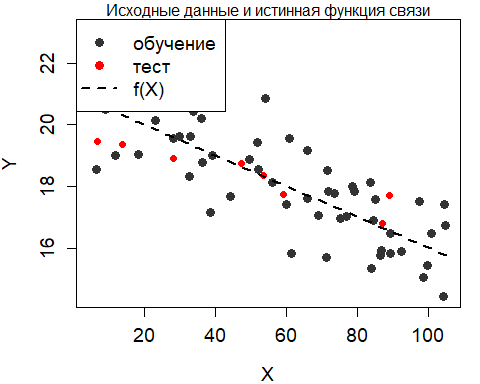 Исходные данные и истинная функция связи
обучение
тест
f(X)
22
20
18
16
Y
20 40 60 80 100
X